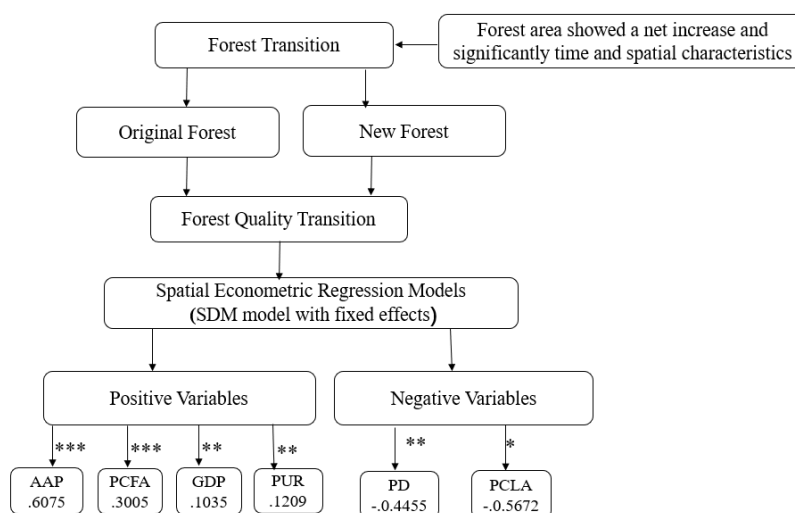 Forest Transition
Forest area showed a net increase and
significantly time and spatial characteristics
Original Forest
New Forest
Forest Quality Transition
Spatial Econometric Regression Models
(SDM model with fixed effects)
Positive Variables
Negative Variables
***
***
**
**
**
*
AAP
.6075
PCFA
.3005
GDP
.1035
PUR
.1209
PD
-.0.4455
PCLA
-.0.5672